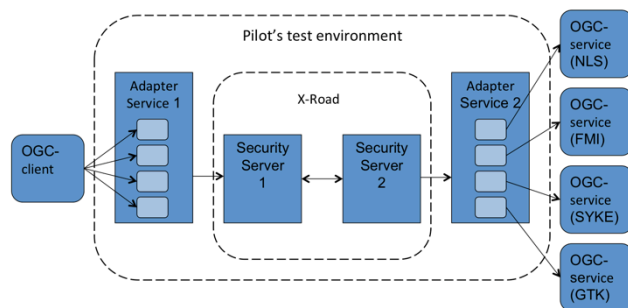 Pilot's test environment
OGC-
client
Adapter
Service 1
X-Road
Security
Server
1
Security
Server
2
Adapter
Service 2
OGC-
service
(NLS)
OGC-
service
(FMI)
OGC-
service
(SYKE)
OGC-
service
(GTK)